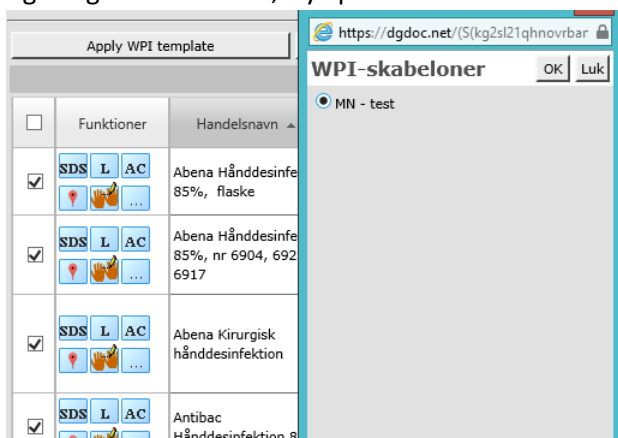 Apply WPI template
https://dgdoc.net/(S(kg2sl21qhnovrbar
WPI-skabeloner
OK
Luk
MN - test
Funktioner
Handelsnavn
SDS L AC
...
Abena Hånddesinfe
85%, flaske
SDS L AC
...
Abena Hånddesinfe
85%, nr 6904, 692
6917
SDS L AC
...
Abena Kirurgisk
hånddesinfektion
SDS L AC
Antibac
Hånddesinfektion 8